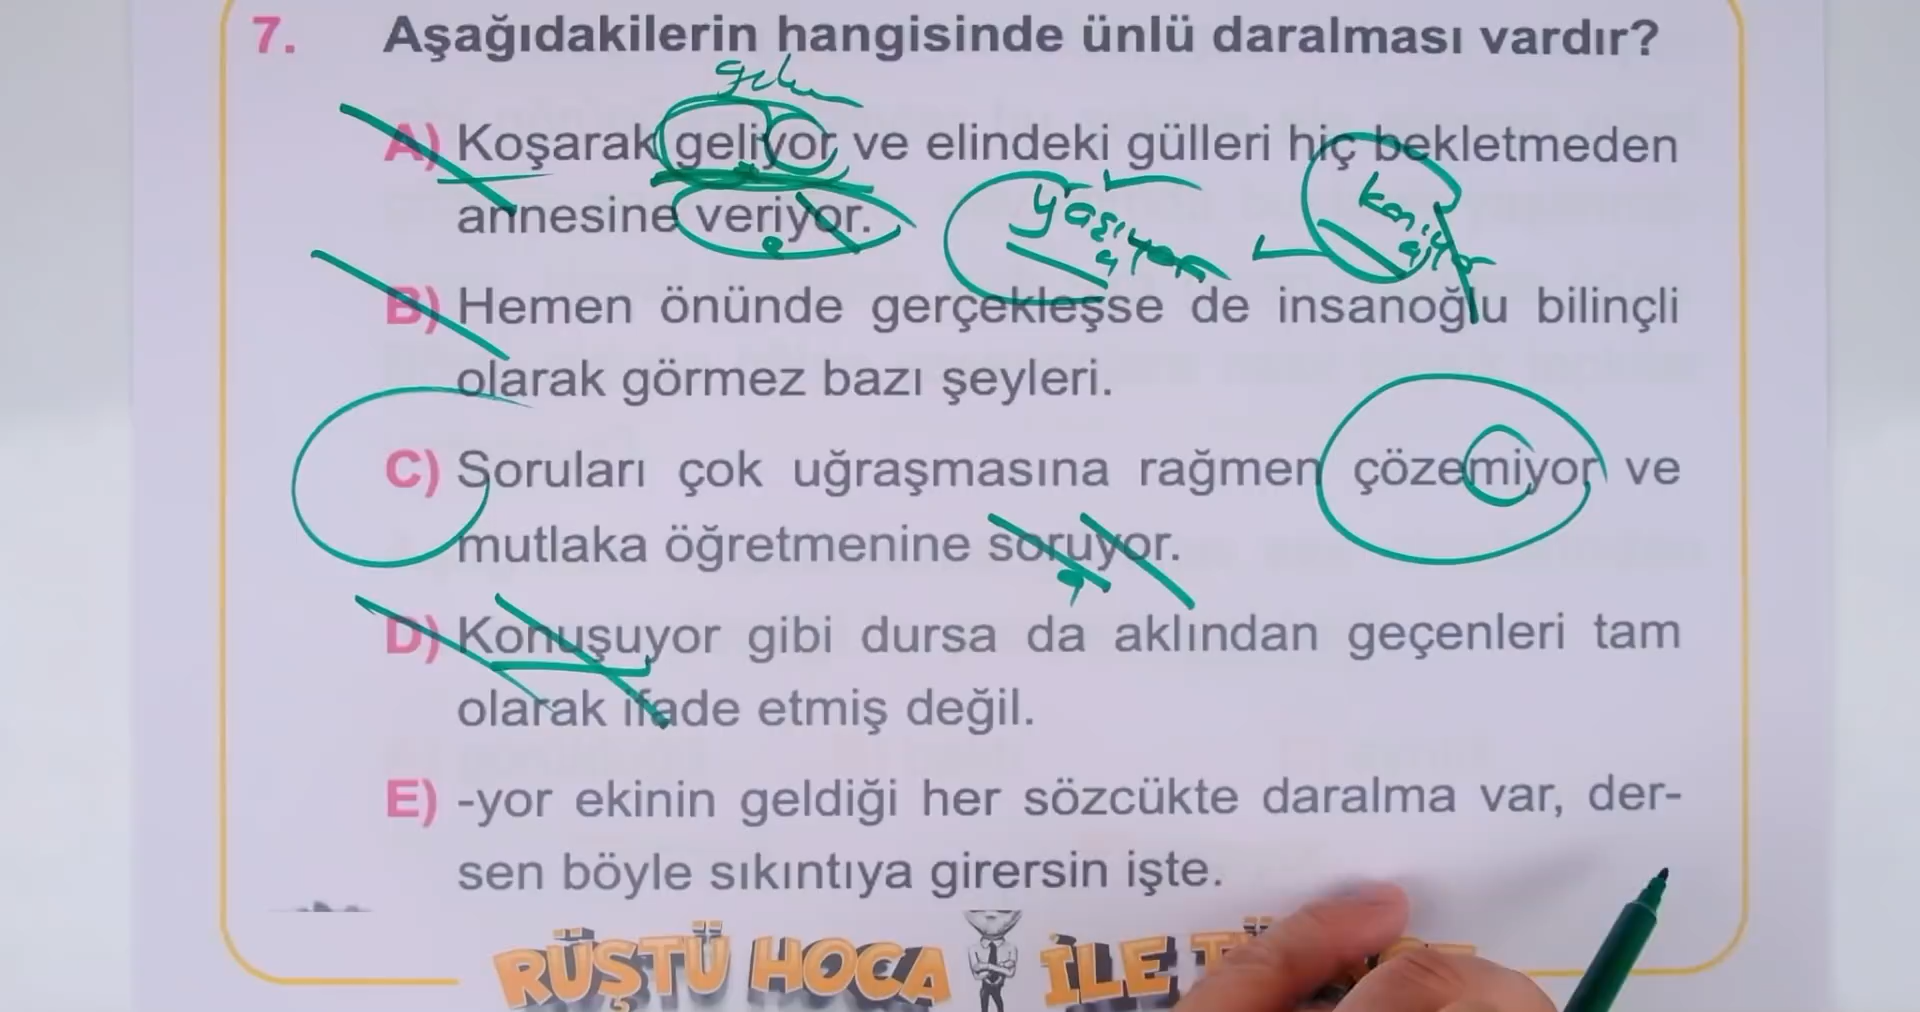 7. Aşağıdakilerin hangisinde ünlü daralması vardır?
A) Koşarak geliyor ve elindeki gülleri hiç bekletmeden
annesine veriyor.
yaşıyor
B) Hemen önünde gerçekleşse de insanoğlu bilinçli
olarak görmez bazı şeyleri.
C) Soruları çok uğraşmasına rağmen çözemiyor ve
mutlaka öğretmenine soruyor.
D) Konuşuyor gibi dursa da aklından geçenleri tam
olarak ifade etmiş değil.
E) -yor ekinin geldiği her sözcükte daralma var, der-
sen böyle sıkıntıya girersin işte.
RÜŞTÜ HOCA İLE